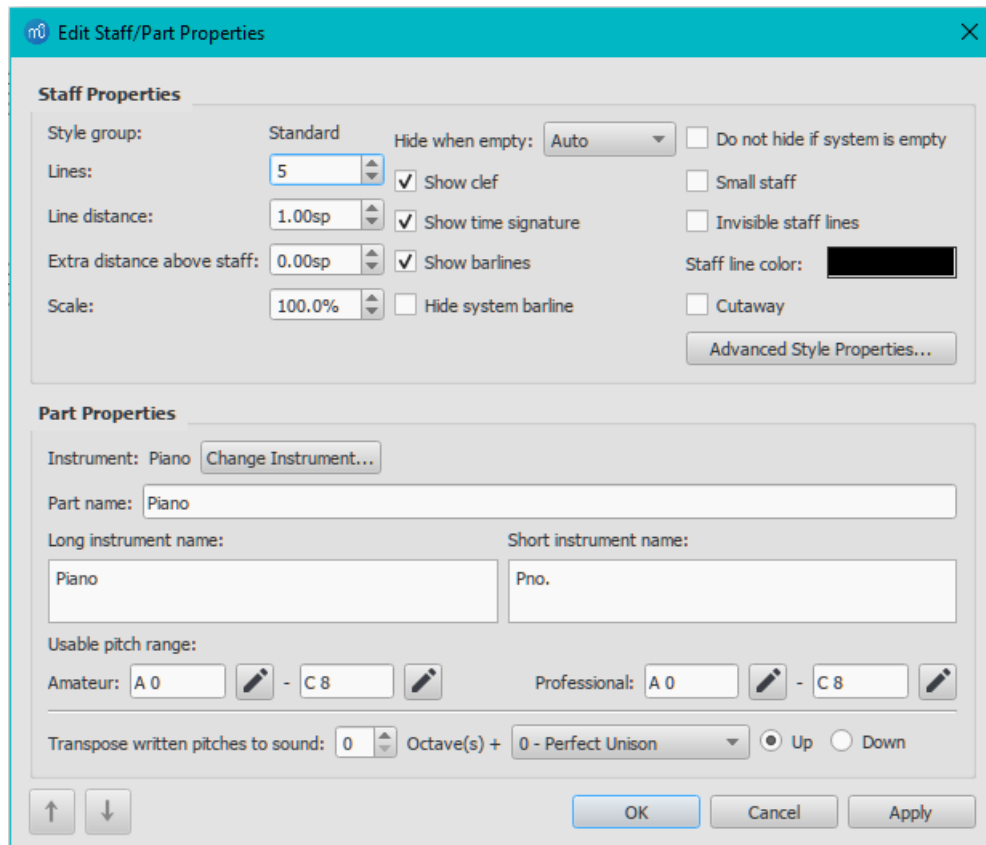 Edit Staff/Part Properties
Staff Properties
Style group: Standard Hide when empty: Auto Do not hide if system is empty
Lines: 5 Show clef Small staff
Line distance: 1.00sp Show time signature Invisible staff lines
Extra distance above staff: 0.00sp Show barlines Staff line color:
Scale: 100.0% Hide system barline Cutaway
Advanced Style Properties...
Part Properties
Instrument: Piano Change Instrument...
Part name: Piano
Long instrument name: Short instrument name:
Piano Pno.
Usable pitch range:
Amateur: A 0 - C 8 Professional: A 0 - C 8
Transpose written pitches to sound: 0 Octave(s) + 0 - Perfect Unison Up Down
OK Cancel Apply